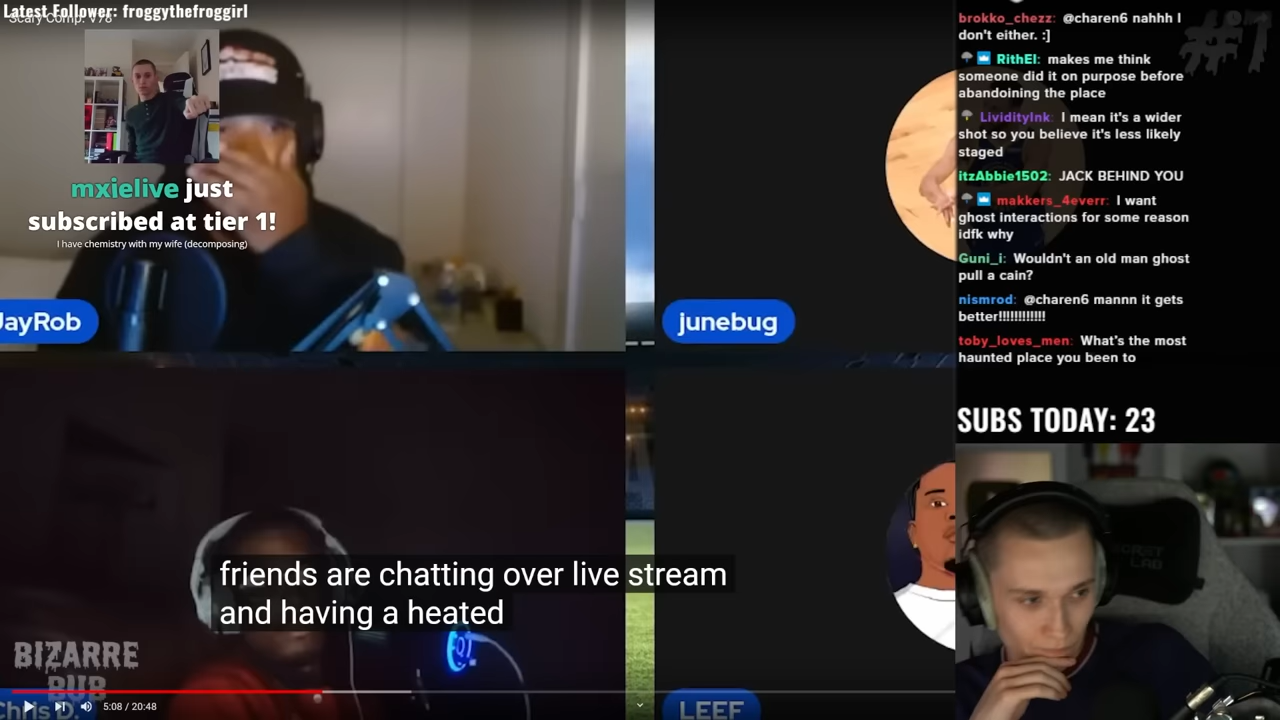 Latest Follower: froggythefroggirl
Scary Comp. V78
mxielive just
subscribed at tier 1!
I have chemistry with my wife (decomposing)
JayRob
junebug
friends are chatting over live stream
and having a heated
BIZARRE
BUB
Chris D.
5:08 / 20:48
LEEF
#7
brokko_chezz: @charen6 nahhh I
don't either. :]
RithEl: makes me think
someone did it on purpose before
abandoining the place
LividityInk: I mean it's a wider
shot so you believe it's less likely
staged
itzAbbie1502: JACK BEHIND YOU
makkers_4everr: I want
ghost interactions for some reason
idfk why
Guni_i: Wouldn't an old man ghost
pull a cain?
nismrod: @charen6 mannn it gets
better!!!!!!!!!!!!
toby_loves_men: What's the most
haunted place you been to
SUBS TODAY: 23